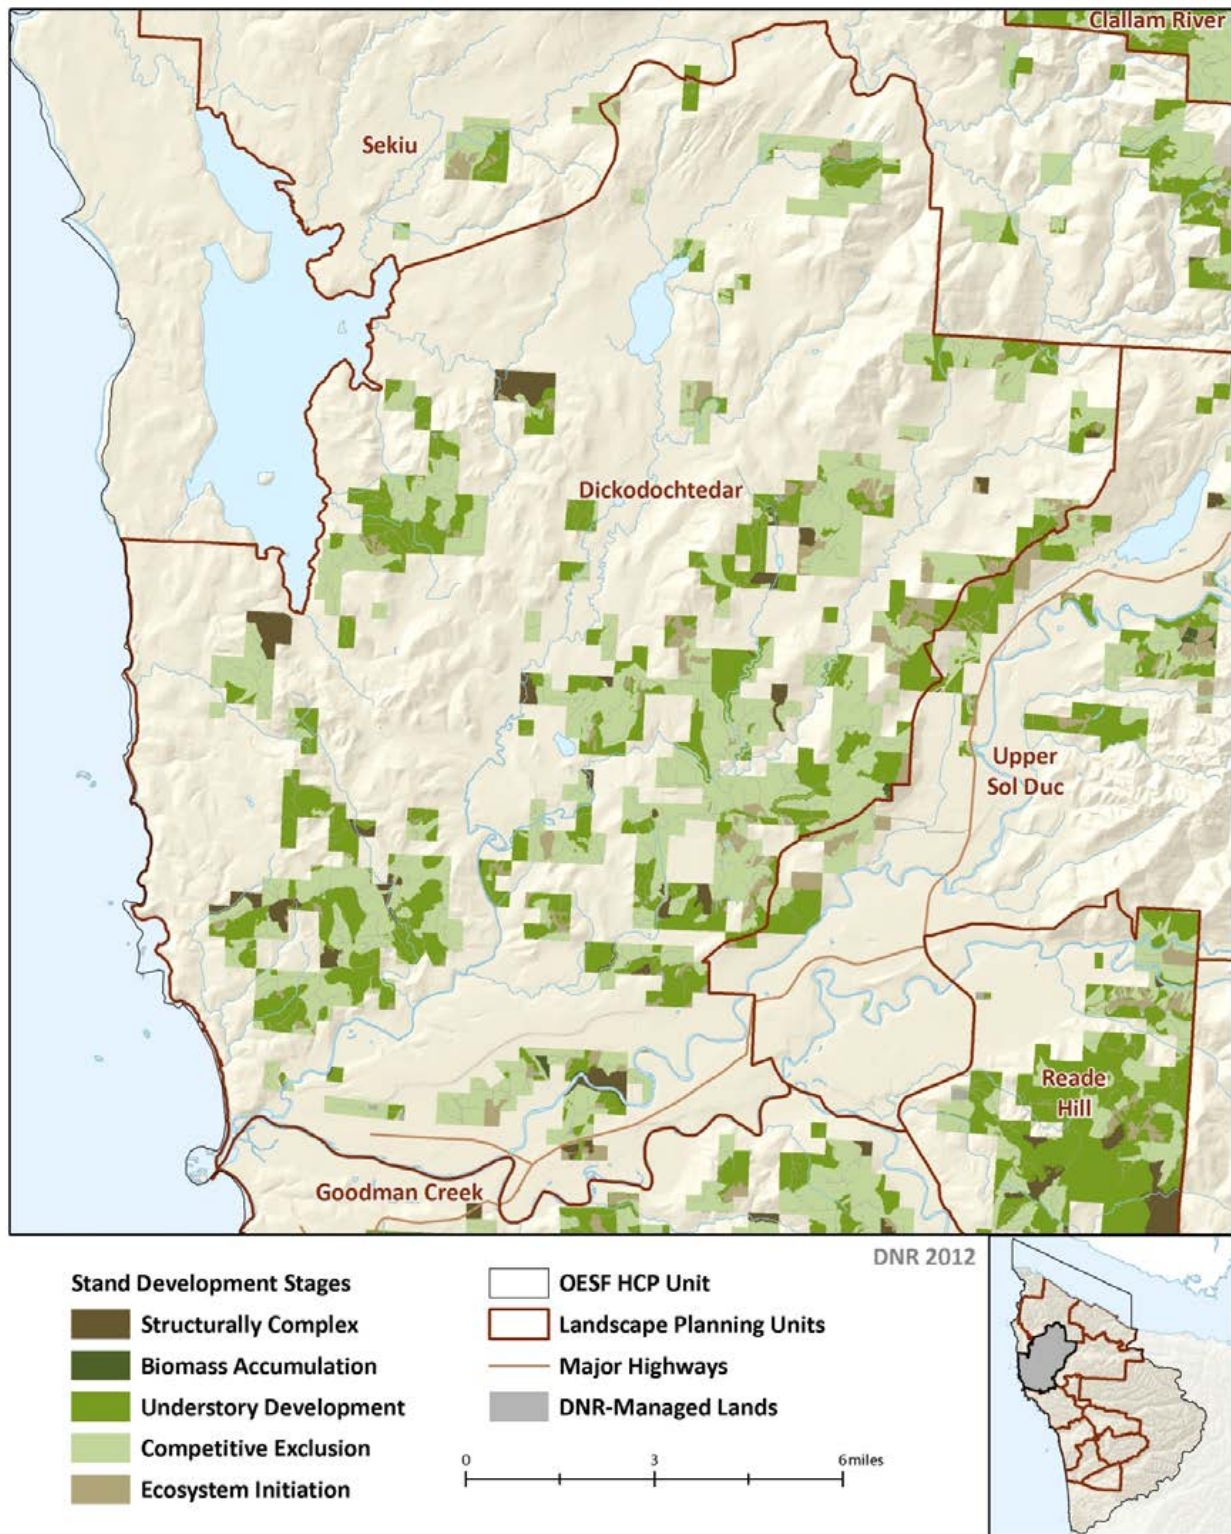 Clallam River
Sekiu
Dickodochtedar
Upper
Sol Duc
Reade
Hill
Goodman Creek
DNR 2012
Stand Development Stages
Structurally Complex
Biomass Accumulation
Understory Development
Competitive Exclusion
Ecosystem Initiation
OESF HCP Unit
Landscape Planning Units
Major Highways
DNR-Managed Lands
0 3 6 miles